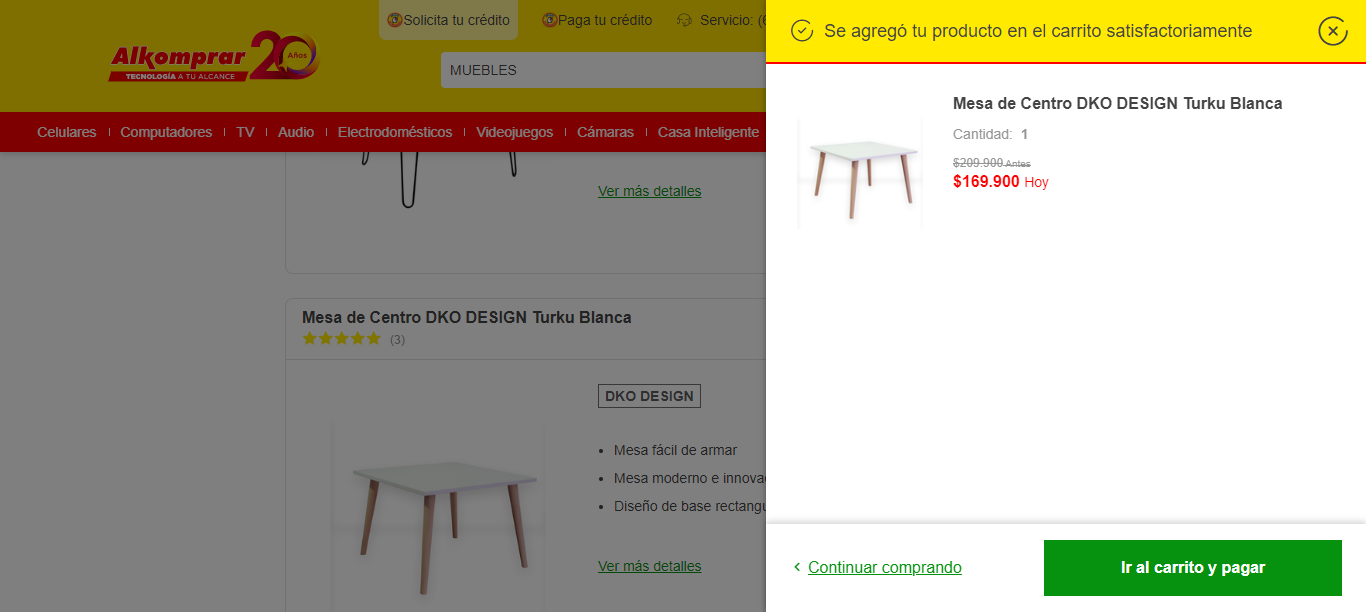 Solicita tu crédito
Paga tu crédito
Servicio: (6
Alkomprar
20
Años
TECNOLOGÍA A TU ALCANCE
MUEBLES
Celulares
Computadores
TV
Audio
Electrodomésticos
Videojuegos
Cámaras
Casa Inteligente
Ver más detalles
Mesa de Centro DKO DESIGN Turku Blanca
(3)
DKO DESIGN
• Mesa fácil de armar
• Mesa moderno e innova
• Diseño de base rectangu
Ver más detalles
Se agregó tu producto en el carrito satisfactoriamente
Mesa de Centro DKO DESIGN Turku Blanca
Cantidad: 1
$209.900 Antes
$169.900 Hoy
Continuar comprando
Ir al carrito y pagar